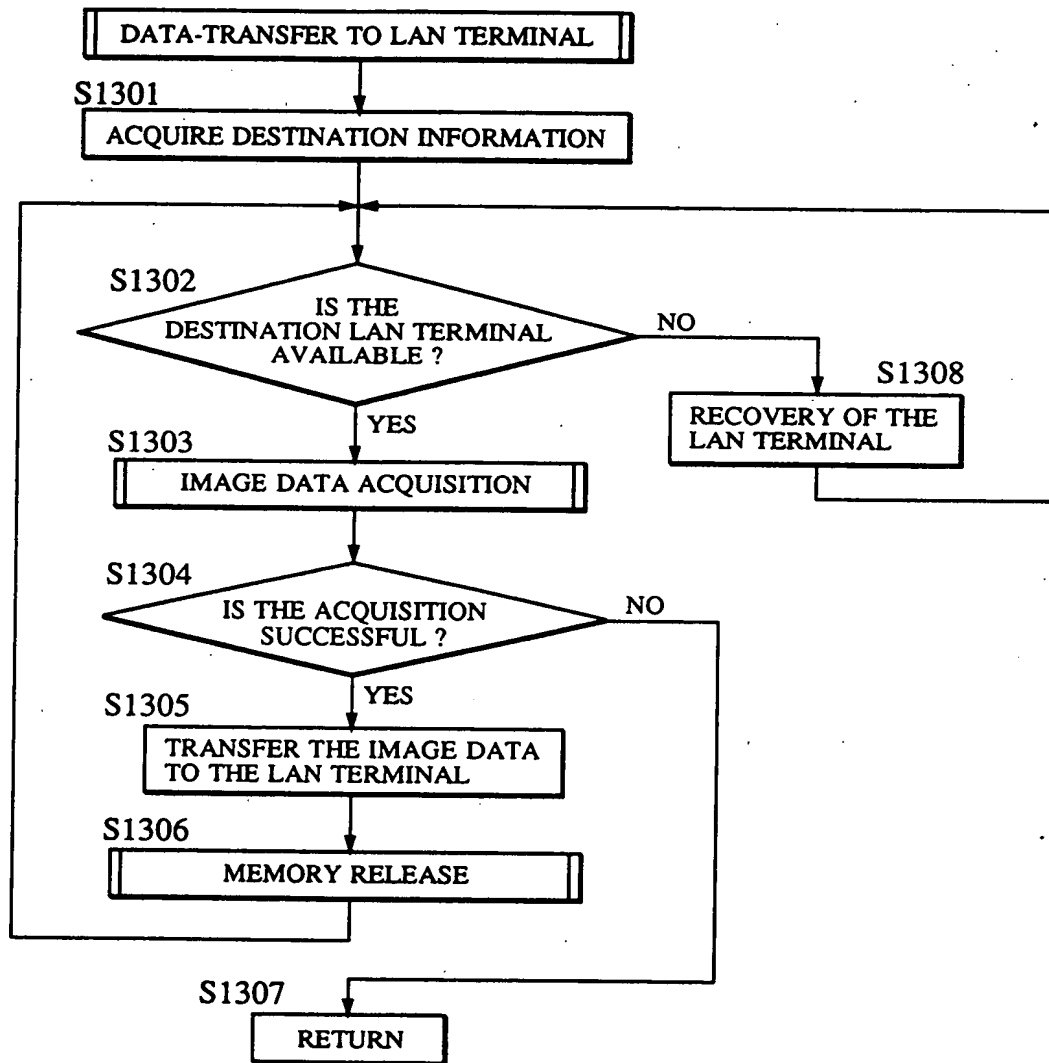 DATA-TRANSFER TO LAN TERMINAL
S1301
ACQUIRE DESTINATION INFORMATION
S1302
IS THE
DESTINATION LAN TERMINAL
AVAILABLE ?
NO
YES
S1308
RECOVERY OF THE
LAN TERMINAL
S1303
IMAGE DATA ACQUISITION
S1304
IS THE ACQUISITION
SUCCESSFUL ?
NO
YES
S1305
TRANSFER THE IMAGE DATA
TO THE LAN TERMINAL
S1306
MEMORY RELEASE
S1307
RETURN